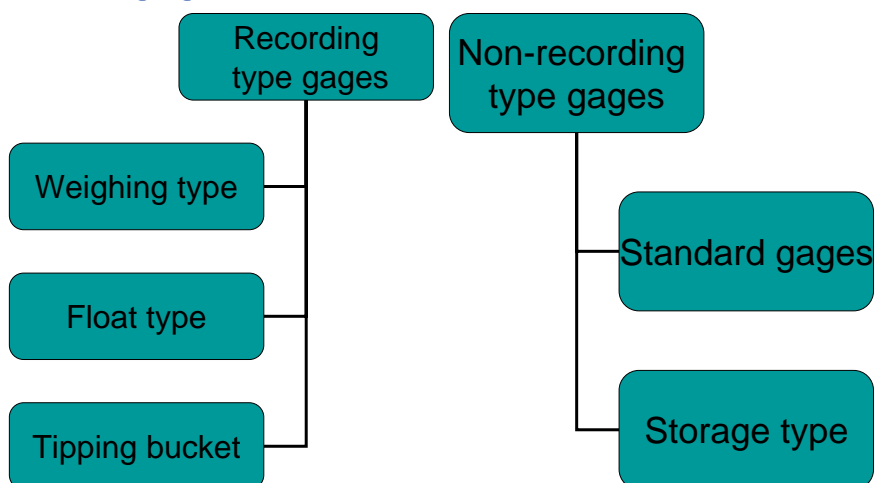 Recording
type gages
Non-recording
type gages
Weighing type
Float type
Tipping bucket
Standard gages
Storage type